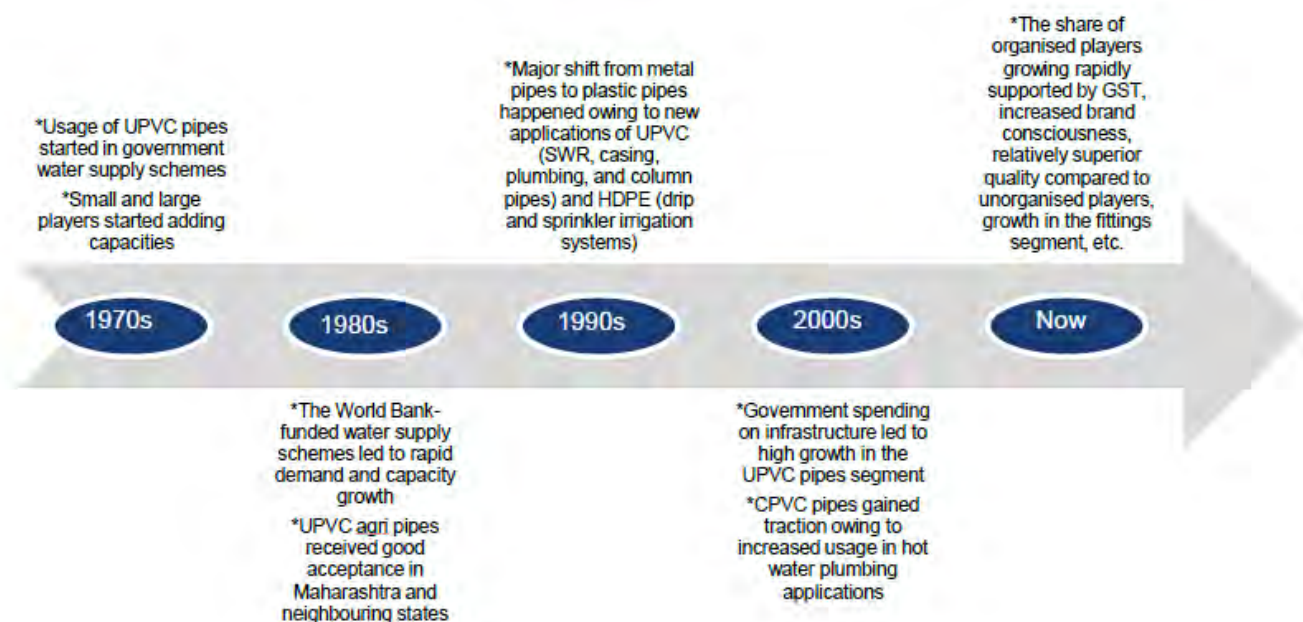 *Usage of UPVC pipes
started in government
water supply schemes
*Small and large
players started adding
capacities
1970s
1980s
*The World Bank-
funded water supply
schemes led to rapid
demand and capacity
growth
*UPVC agri pipes
received good
acceptance in
Maharashtra and
neighbouring states
*Major shift from metal
pipes to plastic pipes
happened owing to new
applications of UPVC
(SWR, casing,
plumbing, and column
pipes) and HDPE (drip
and sprinkler irrigation
systems)
1990s
2000s
*Government spending
on infrastructure led to
high growth in the
UPVC pipes segment
*CPVC pipes gained
traction owing to
increased usage in hot
water plumbing
applications
*The share of
organised players
growing rapidly
supported by GST,
increased brand
consciousness,
relatively superior
quality compared to
unorganised players,
growth in the fittings
segment, etc.
Now